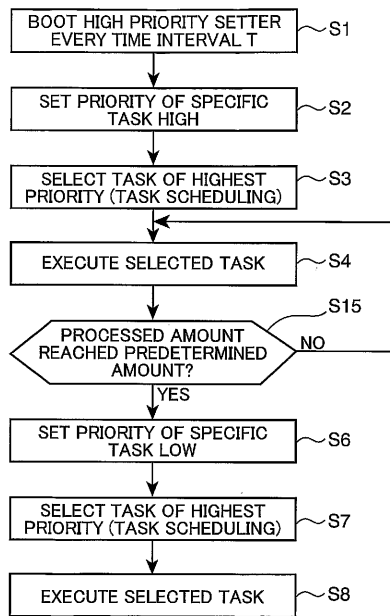 BOOT HIGH PRIORITY SETTER
EVERY TIME INTERVAL T
S1
SET PRIORITY OF SPECIFIC
TASK HIGH
S2
SELECT TASK OF HIGHEST
PRIORITY (TASK SCHEDULING)
S3
EXECUTE SELECTED TASK
S4
S15
PROCESSED AMOUNT
REACHED PREDETERMINED
AMOUNT?
NO
YES
SET PRIORITY OF SPECIFIC
TASK LOW
S6
SELECT TASK OF HIGHEST
PRIORITY (TASK SCHEDULING)
S7
EXECUTE SELECTED TASK
S8